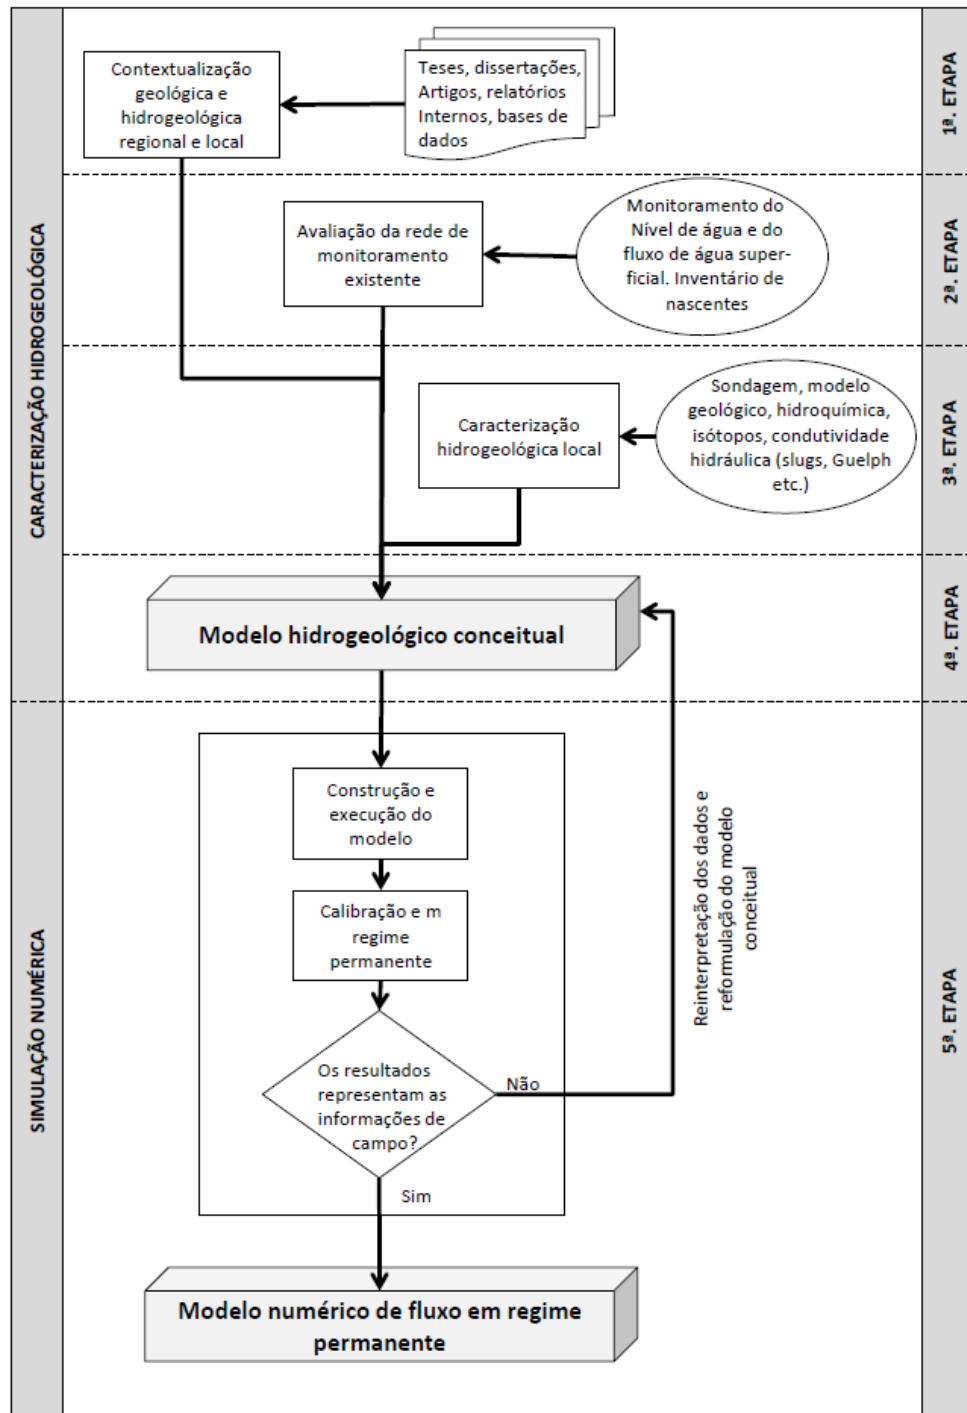 Contextualização
geológica e
hidrogeológica
regional e local
Teses, dissertações,
Artigos, relatórios
Internos, bases de
dados
1ª. ETAPA
CARACTERIZAÇÃO HIDROGEOLÓGICA
Avaliação da rede de
monitoramento
existente
Monitoramento do
Nível de água e do
fluxo de água super-
ficial. Inventário de
nascentes
2ª. ETAPA
Caracterização
hidrogeológica local
Sondagem, modelo
geológico, hidroquímica,
isótopos, condutividade
hidráulica (slugs, Guelph
etc.)
3ª. ETAPA
Modelo hidrogeológico conceitual
4ª. ETAPA
SIMULAÇÃO NUMÉRICA
Construção e
execução do
modelo
Calibração e m
regime
permanente
Os resultados
representam as
informações de
campo?
Não
Sim
Reinterpretação dos dados e
reformulação do modelo
conceitual
5ª. ETAPA
Modelo numérico de fluxo em regime
permanente